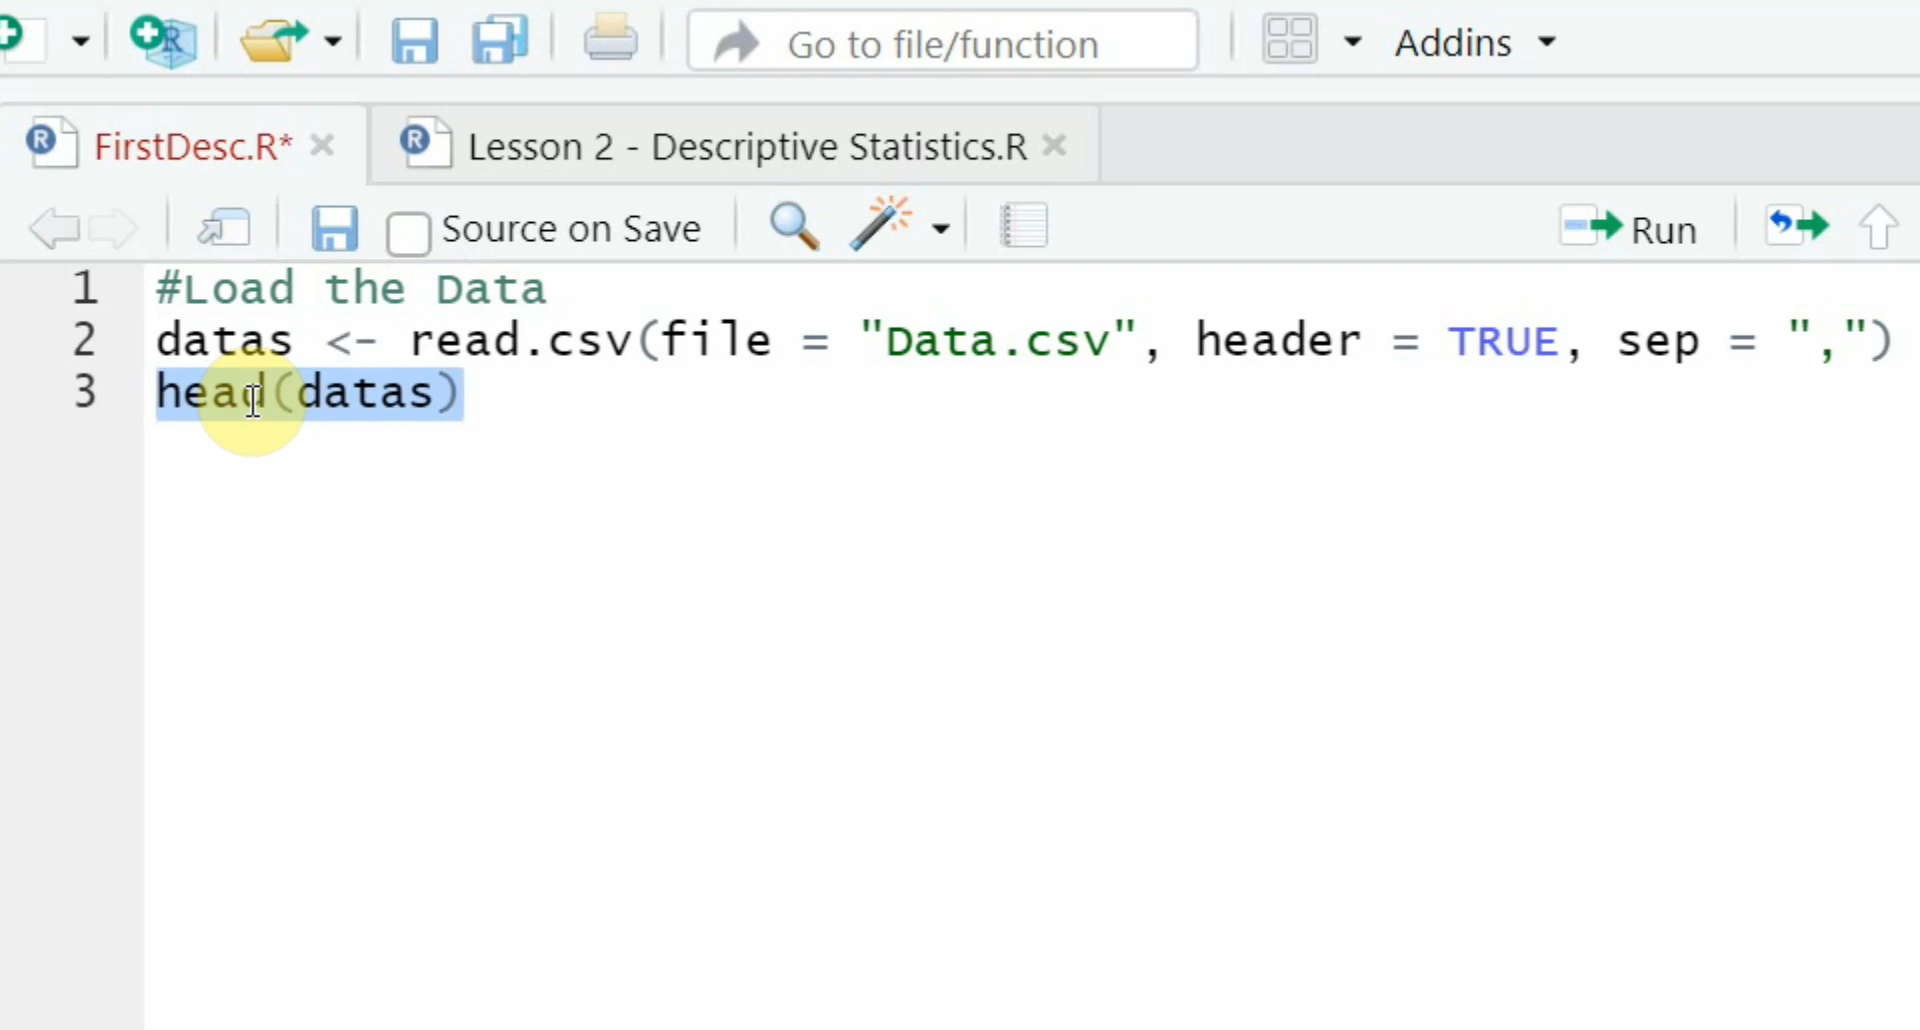 Go to file/function
Addins
FirstDesc.R*
Lesson 2 - Descriptive Statistics.R
Source on Save
Run
1 #Load the Data
2 datas <- read.csv(file = "Data.csv", header = TRUE, sep = ",")
3 head(datas)